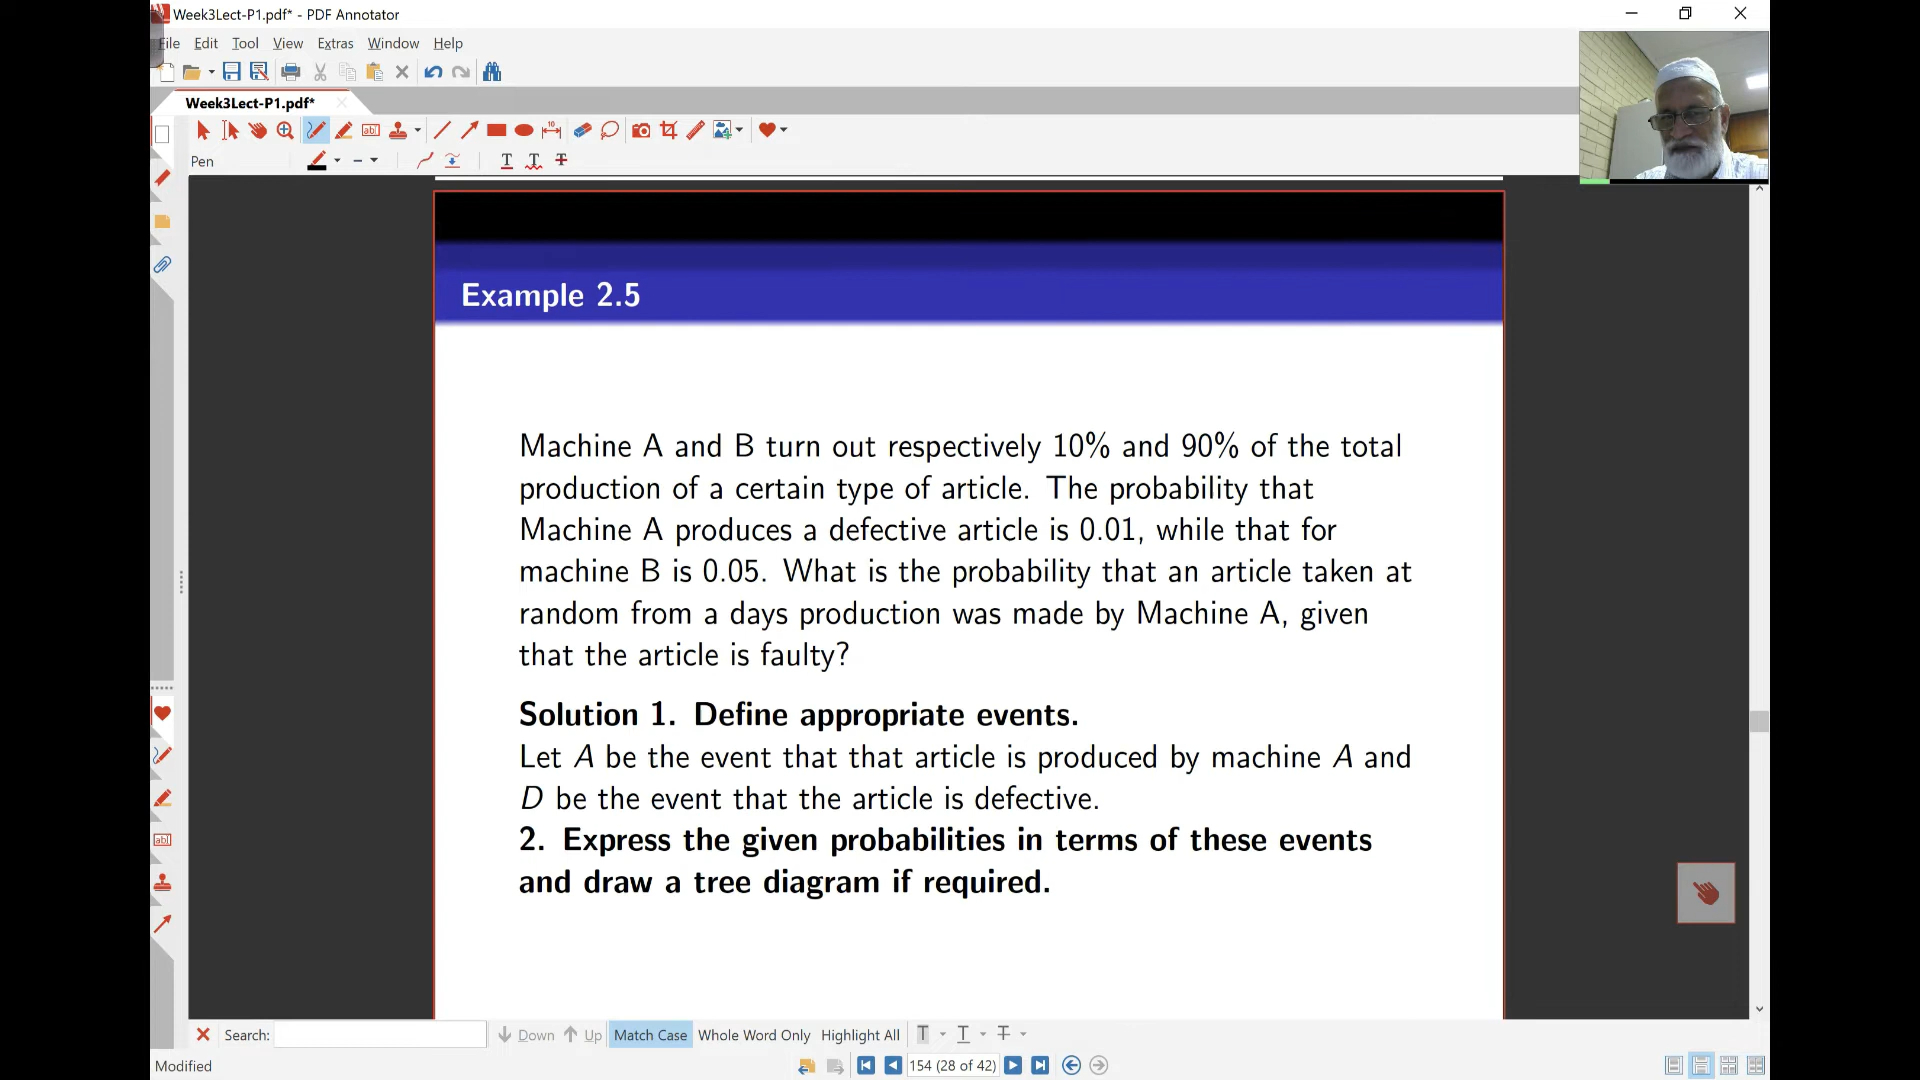 Week3Lect-P1.pdf* - PDF Annotator
File Edit Tool View Extras Window Help
Week3Lect-P1.pdf*
Pen
Example 2.5
Machine A and B turn out respectively 10% and 90% of the total
production of a certain type of article. The probability that
Machine A produces a defective article is 0.01, while that for
machine B is 0.05. What is the probability that an article taken at
random from a days production was made by Machine A, given
that the article is faulty?
Solution 1. Define appropriate events.
Let A be the event that that article is produced by machine A and
D be the event that the article is defective.
2. Express the given probabilities in terms of these events
and draw a tree diagram if required.
Search: Down Up Match Case Whole Word Only Highlight All T T T
Modified 154 (28 of 42)